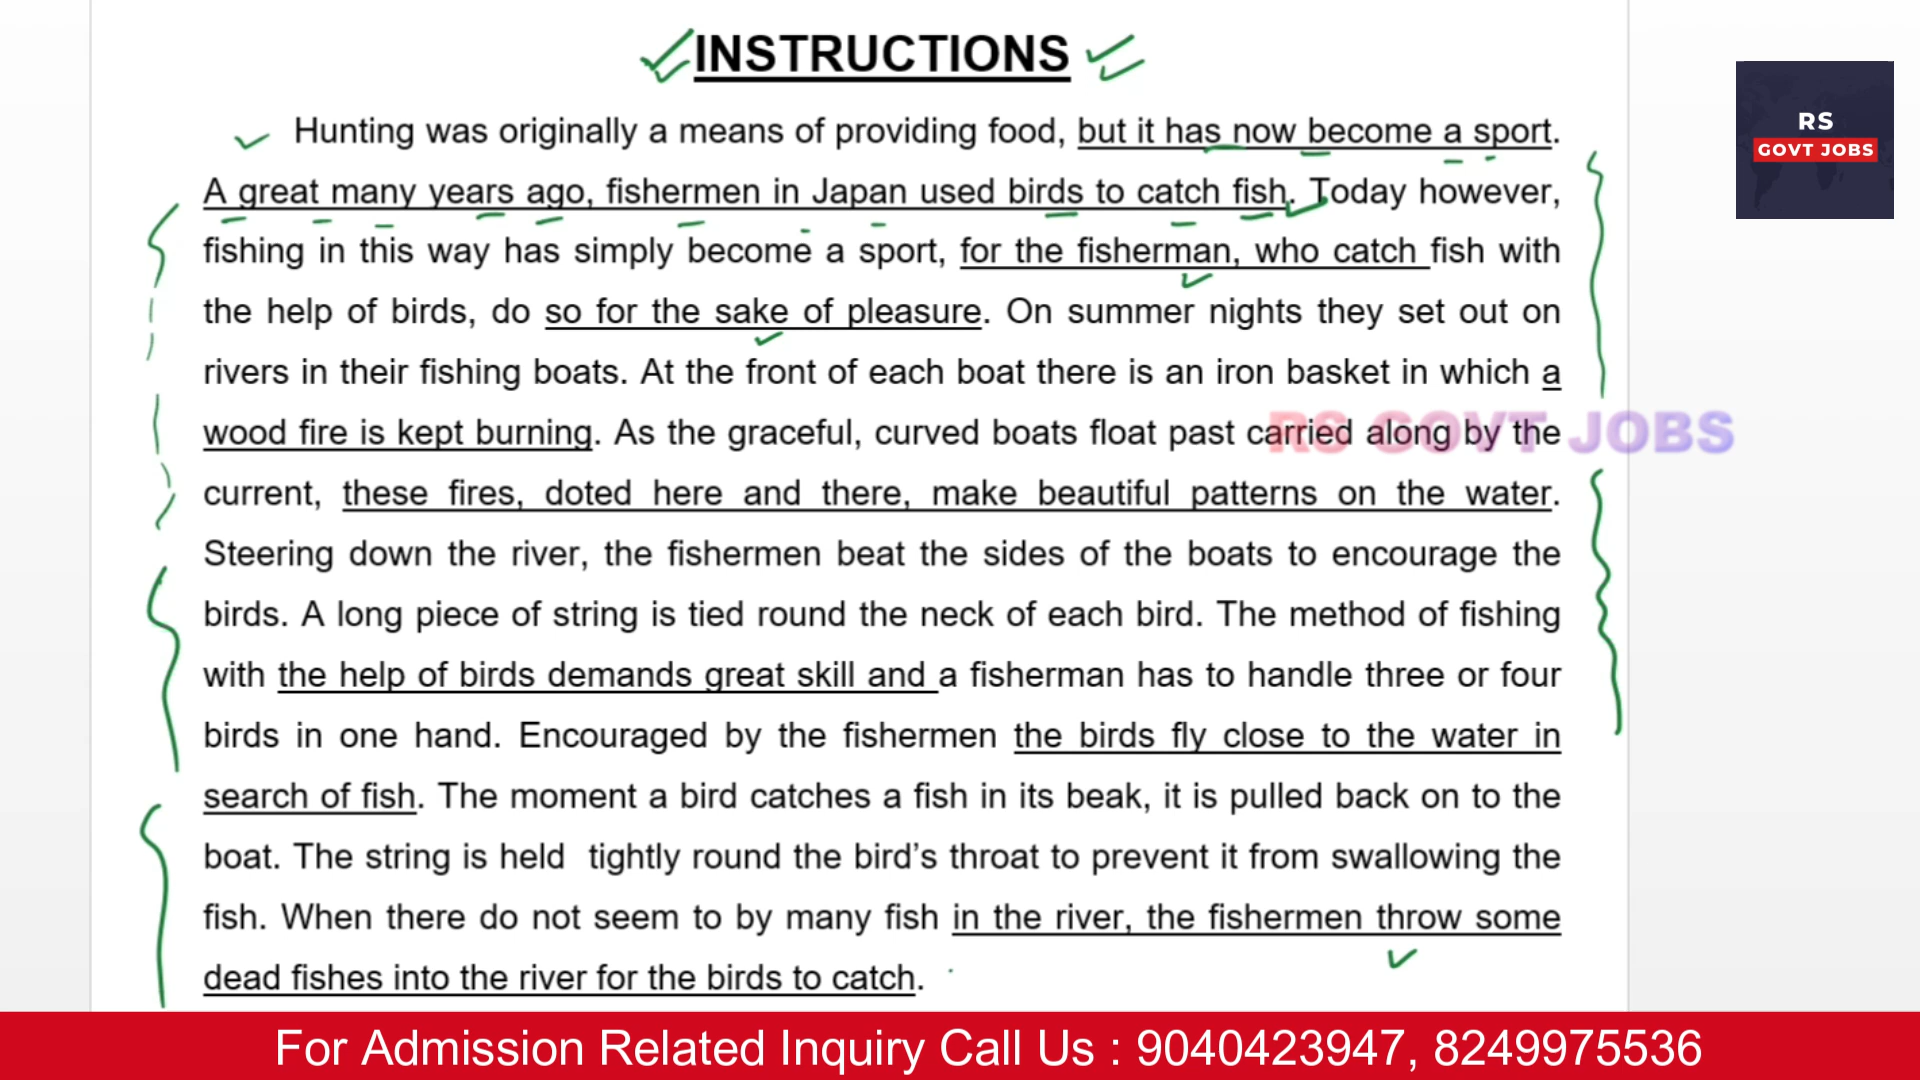 INSTRUCTIONS
Hunting was originally a means of providing food, but it has now become a sport.
A great many years ago, fishermen in Japan used birds to catch fish. Today however,
fishing in this way has simply become a sport, for the fisherman, who catch fish with
the help of birds, do so for the sake of pleasure. On summer nights they set out on
rivers in their fishing boats. At the front of each boat there is an iron basket in which a
wood fire is kept burning. As the graceful, curved boats float past carried along by the
current, these fires, doted here and there, make beautiful patterns on the water.
Steering down the river, the fishermen beat the sides of the boats to encourage the
birds. A long piece of string is tied round the neck of each bird. The method of fishing
with the help of birds demands great skill and a fisherman has to handle three or four
birds in one hand. Encouraged by the fishermen the birds fly close to the water in
search of fish. The moment a bird catches a fish in its beak, it is pulled back on to the
boat. The string is held tightly round the bird’s throat to prevent it from swallowing the
fish. When there do not seem to by many fish in the river, the fishermen throw some
dead fishes into the river for the birds to catch.
RS
GOVT JOBS
RS GOVT JOBS
For Admission Related Inquiry Call Us : 9040423947, 8249975536